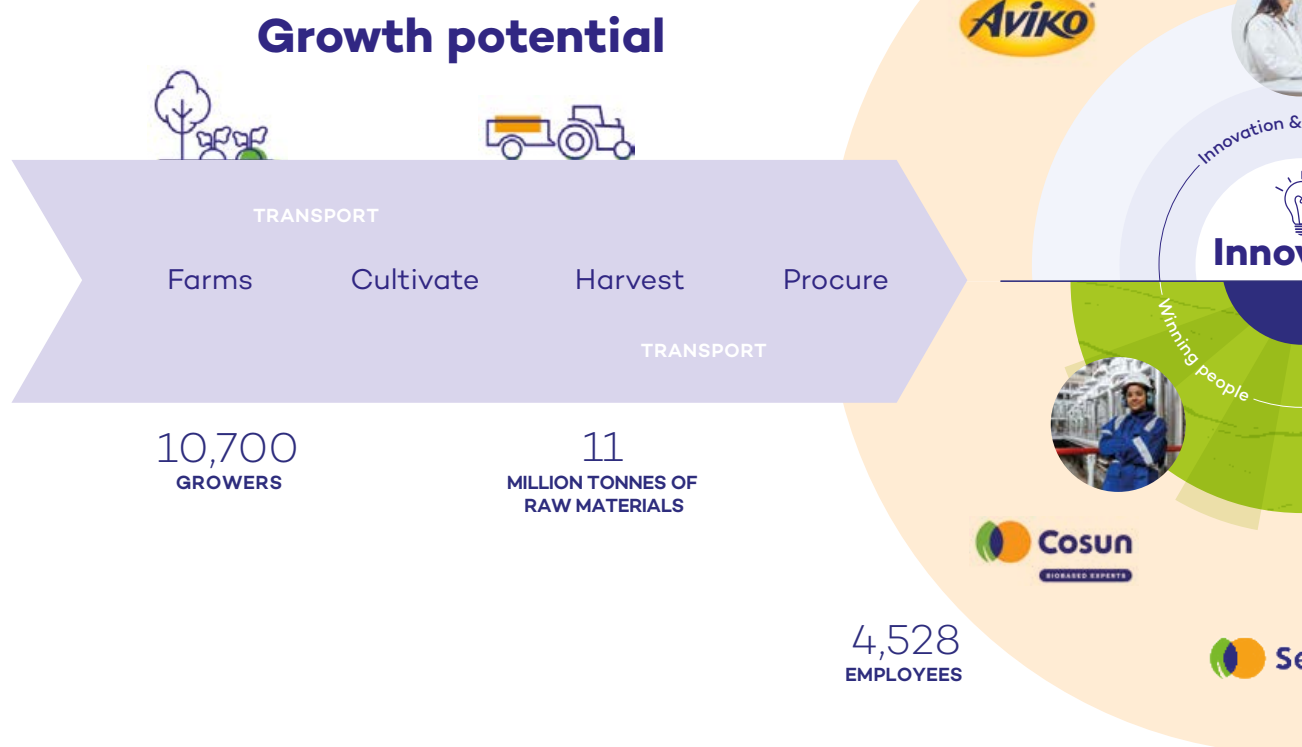 Growth potential
AVIKO
Innovation &
TRANSPORT
Farms
Cultivate
Harvest
Procure
TRANSPORT
Winning people
10,700
GROWERS
11
MILLION TONNES OF
RAW MATERIALS
Cosun
BIOBASED EXPERTS
4,528
EMPLOYEES